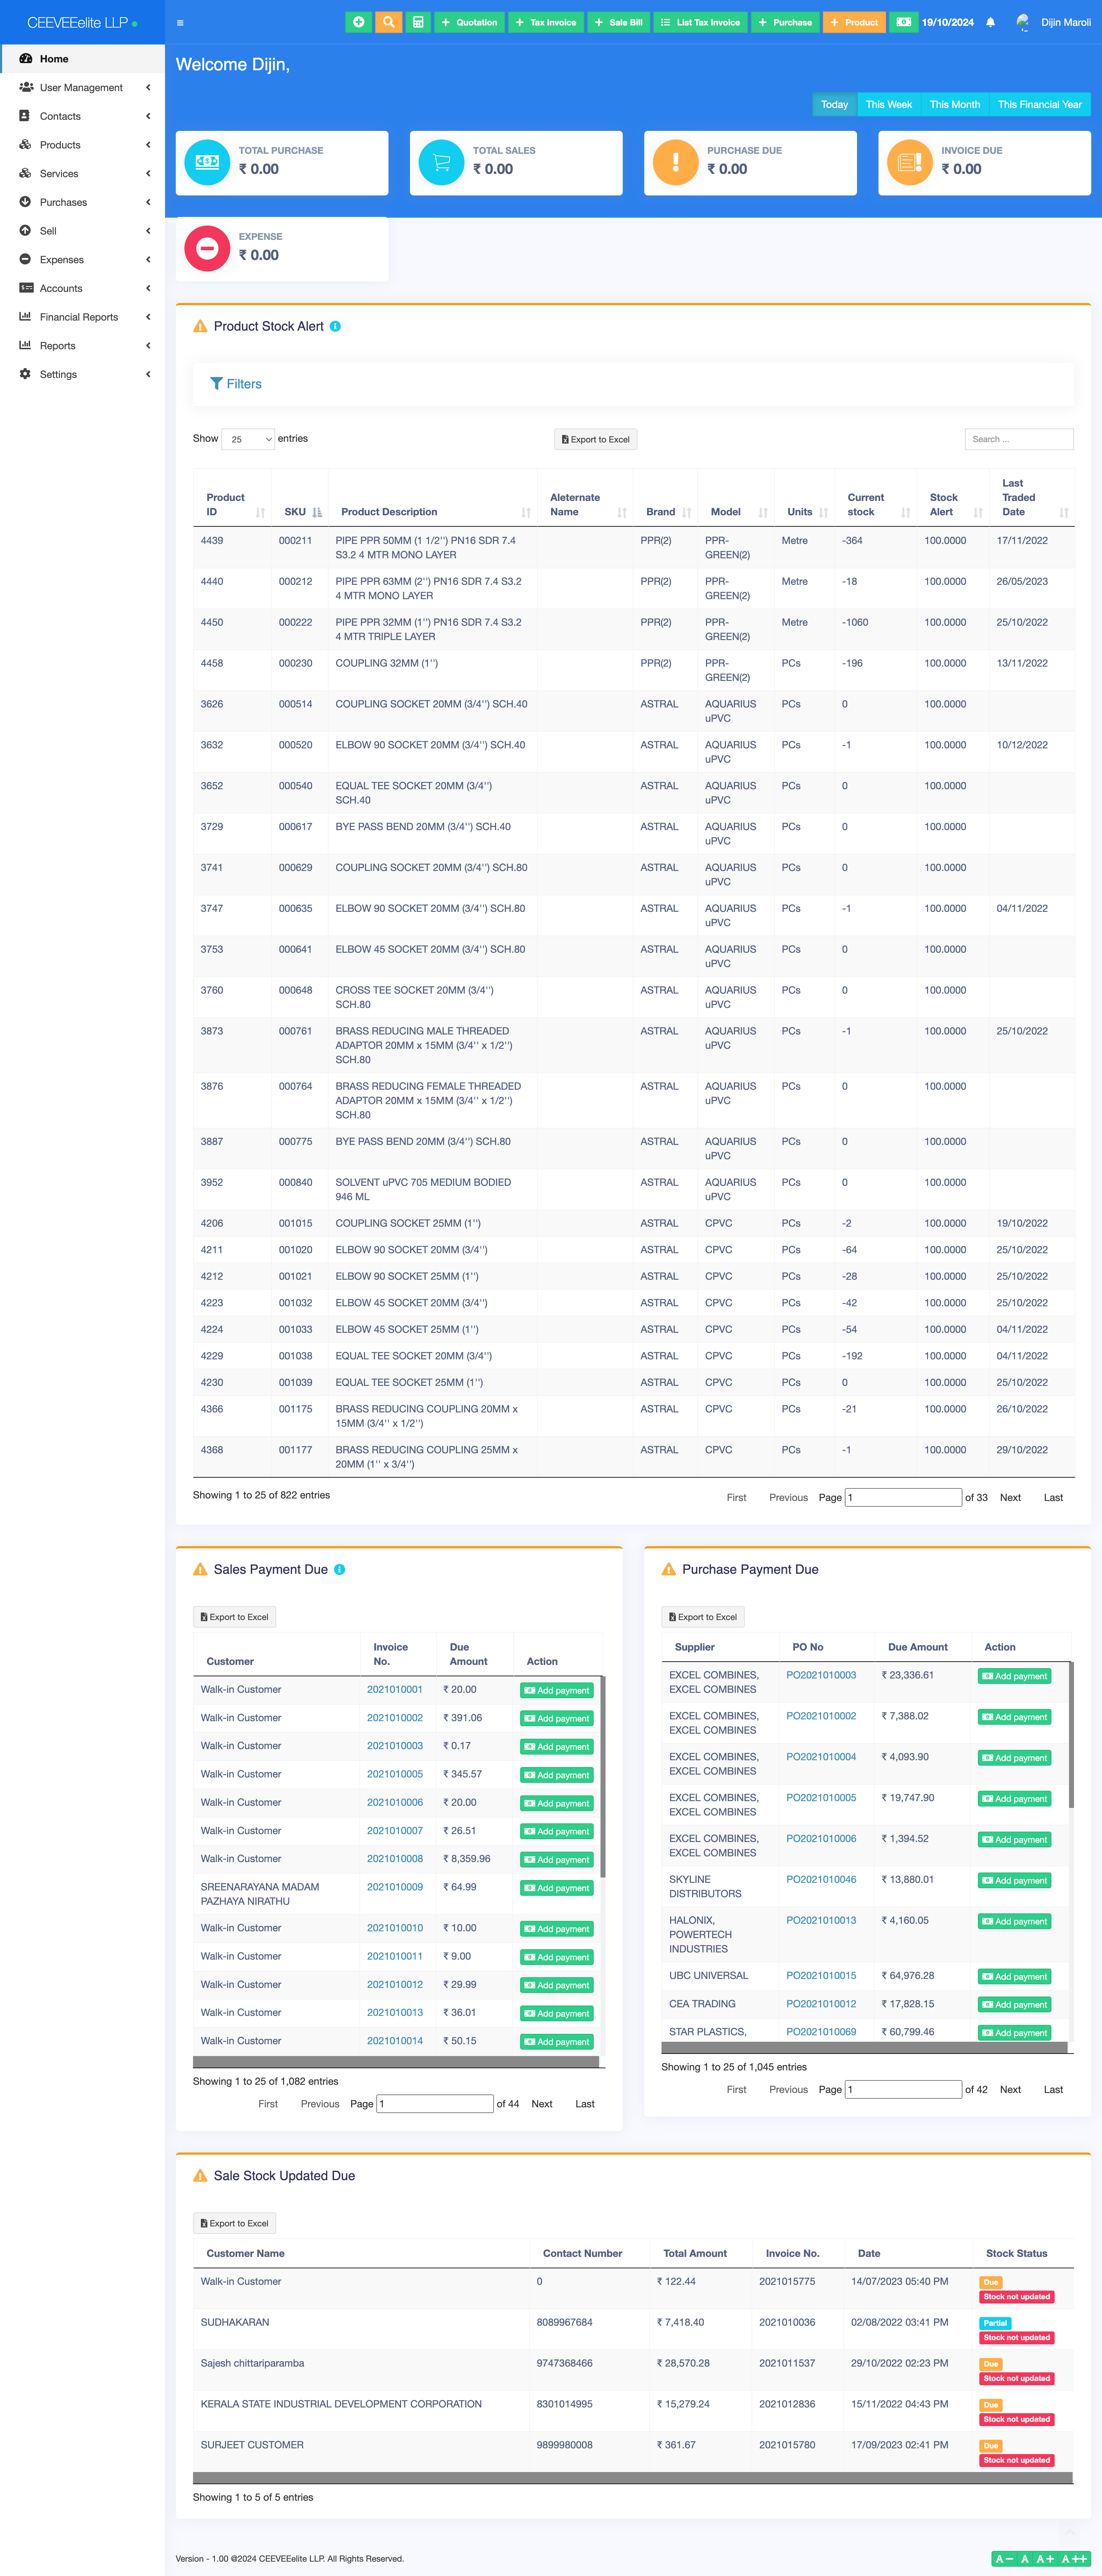 CEEVEEelite LLP
Quotation
Tax Invoice
Sale Bill
List Tax Invoice
Purchase
Product
19/10/2024
Dijin Maroli
Home
User Management
Contacts
Products
Services
Purchases
Sell
Expenses
Accounts
Financial Reports
Reports
Settings
Welcome Dijin,
Today This Week This Month This Financial Year
TOTAL PURCHASE
₹ 0.00
TOTAL SALES
₹ 0.00
PURCHASE DUE
₹ 0.00
INVOICE DUE
₹ 0.00
EXPENSE
₹ 0.00
Product Stock Alert
Filters
Show 25 entries
Export to Excel
Search ...
Product ID SKU Product Description Aleternate Name Brand Model Units Current stock Stock Alert Last Traded Date
4439 000211 PIPE PPR 50MM (1 1/2'') PN16 SDR 7.4 S3.2 4 MTR MONO LAYER PPR(2) PPR-GREEN(2) Metre -364 100.0000 17/11/2022
4440 000212 PIPE PPR 63MM (2'') PN16 SDR 7.4 S3.2 4 MTR MONO LAYER PPR(2) PPR-GREEN(2) Metre -18 100.0000 26/05/2023
4450 000222 PIPE PPR 32MM (1'') PN16 SDR 7.4 S3.2 4 MTR TRIPLE LAYER PPR(2) PPR-GREEN(2) Metre -1060 100.0000 25/10/2022
4458 000230 COUPLING 32MM (1'') PPR(2) PPR-GREEN(2) PCs -196 100.0000 13/11/2022
3626 000514 COUPLING SOCKET 20MM (3/4'') SCH.40 ASTRAL AQUARIUS uPVC PCs 0 100.0000
3632 000520 ELBOW 90 SOCKET 20MM (3/4'') SCH.40 ASTRAL AQUARIUS uPVC PCs -1 100.0000 10/12/2022
3652 000540 EQUAL TEE SOCKET 20MM (3/4'') SCH.40 ASTRAL AQUARIUS uPVC PCs 0 100.0000
3729 000617 BYE PASS BEND 20MM (3/4'') SCH.40 ASTRAL AQUARIUS uPVC PCs 0 100.0000
3741 000629 COUPLING SOCKET 20MM (3/4'') SCH.80 ASTRAL AQUARIUS uPVC PCs 0 100.0000
3747 000635 ELBOW 90 SOCKET 20MM (3/4'') SCH.80 ASTRAL AQUARIUS uPVC PCs -1 100.0000 04/11/2022
3753 000641 ELBOW 45 SOCKET 20MM (3/4'') SCH.80 ASTRAL AQUARIUS uPVC PCs 0 100.0000
3760 000648 CROSS TEE SOCKET 20MM (3/4'') SCH.80 ASTRAL AQUARIUS uPVC PCs 0 100.0000
3873 000761 BRASS REDUCING MALE THREADED ADAPTOR 20MM x 15MM (3/4'' x 1/2'') SCH.80 ASTRAL AQUARIUS uPVC PCs -1 100.0000 25/10/2022
3876 000764 BRASS REDUCING FEMALE THREADED ADAPTOR 20MM x 15MM (3/4'' x 1/2'') SCH.80 ASTRAL AQUARIUS uPVC PCs 0 100.0000
3887 000775 BYE PASS BEND 20MM (3/4'') SCH.80 ASTRAL AQUARIUS uPVC PCs 0 100.0000
3952 000840 SOLVENT uPVC 705 MEDIUM BODIED 946 ML ASTRAL AQUARIUS uPVC PCs 0 100.0000
4206 001015 COUPLING SOCKET 25MM (1'') ASTRAL CPVC PCs -2 100.0000 19/10/2022
4211 001020 ELBOW 90 SOCKET 20MM (3/4'') ASTRAL CPVC PCs -64 100.0000 25/10/2022
4212 001021 ELBOW 90 SOCKET 25MM (1'') ASTRAL CPVC PCs -28 100.0000 25/10/2022
4223 001032 ELBOW 45 SOCKET 20MM (3/4'') ASTRAL CPVC PCs -42 100.0000 25/10/2022
4224 001033 ELBOW 45 SOCKET 25MM (1'') ASTRAL CPVC PCs -54 100.0000 04/11/2022
4229 001038 EQUAL TEE SOCKET 20MM (3/4'') ASTRAL CPVC PCs -192 100.0000 04/11/2022
4230 001039 EQUAL TEE SOCKET 25MM (1'') ASTRAL CPVC PCs 0 100.0000 25/10/2022
4366 001175 BRASS REDUCING COUPLING 20MM x 15MM (3/4'' x 1/2'') ASTRAL CPVC PCs -21 100.0000 26/10/2022
4368 001177 BRASS REDUCING COUPLING 25MM x 20MM (1'' x 3/4'') ASTRAL CPVC PCs -1 100.0000 29/10/2022
Showing 1 to 25 of 822 entries
First Previous Page 1 of 33 Next Last
Sales Payment Due
Export to Excel
Customer Invoice No. Due Amount Action
Walk-in Customer 2021010001 ₹ 20.00 Add payment
Walk-in Customer 2021010002 ₹ 391.06 Add payment
Walk-in Customer 2021010003 ₹ 0.17 Add payment
Walk-in Customer 2021010005 ₹ 345.57 Add payment
Walk-in Customer 2021010006 ₹ 20.00 Add payment
Walk-in Customer 2021010007 ₹ 26.51 Add payment
Walk-in Customer 2021010008 ₹ 8,359.96 Add payment
SREENARAYANA MADAM PAZHAYA NIRATHU 2021010009 ₹ 64.99 Add payment
Walk-in Customer 2021010010 ₹ 10.00 Add payment
Walk-in Customer 2021010011 ₹ 9.00 Add payment
Walk-in Customer 2021010012 ₹ 29.99 Add payment
Walk-in Customer 2021010013 ₹ 36.01 Add payment
Walk-in Customer 2021010014 ₹ 50.15 Add payment
Showing 1 to 25 of 1,082 entries
First Previous Page 1 of 44 Next Last
Purchase Payment Due
Export to Excel
Supplier PO No Due Amount Action
EXCEL COMBINES, EXCEL COMBINES PO2021010003 ₹ 23,336.61 Add payment
EXCEL COMBINES, EXCEL COMBINES PO2021010002 ₹ 7,388.02 Add payment
EXCEL COMBINES, EXCEL COMBINES PO2021010004 ₹ 4,093.90 Add payment
EXCEL COMBINES, EXCEL COMBINES PO2021010005 ₹ 19,747.90 Add payment
EXCEL COMBINES, EXCEL COMBINES PO2021010006 ₹ 1,394.52 Add payment
SKYLINE DISTRIBUTORS PO2021010046 ₹ 13,880.01 Add payment
HALONIX, POWERTECH INDUSTRIES PO2021010013 ₹ 4,160.05 Add payment
UBC UNIVERSAL PO2021010015 ₹ 64,976.28 Add payment
CEA TRADING PO2021010012 ₹ 17,828.15 Add payment
STAR PLASTICS, PO2021010069 ₹ 60,799.46 Add payment
Showing 1 to 25 of 1,045 entries
First Previous Page 1 of 42 Next Last
Sale Stock Updated Due
Export to Excel
Customer Name Contact Number Total Amount Invoice No. Date Stock Status
Walk-in Customer 0 ₹ 122.44 2021015775 14/07/2023 05:40 PM Due Stock not updated
SUDHAKARAN 8089967684 ₹ 7,418.40 2021010036 02/08/2022 03:41 PM Partial Stock not updated
Sajesh chittariparamba 9747368466 ₹ 28,570.28 2021011537 29/10/2022 02:23 PM Due Stock not updated
KERALA STATE INDUSTRIAL DEVELOPMENT CORPORATION 8301014995 ₹ 15,279.24 2021012836 15/11/2022 04:43 PM Due Stock not updated
SURJEET CUSTOMER 9899980008 ₹ 361.67 2021015780 17/09/2023 02:41 PM Due Stock not updated
Showing 1 to 5 of 5 entries
Version - 1.00 @2024 CEEVEEelite LLP. All Rights Reserved.
A- A A+ A++